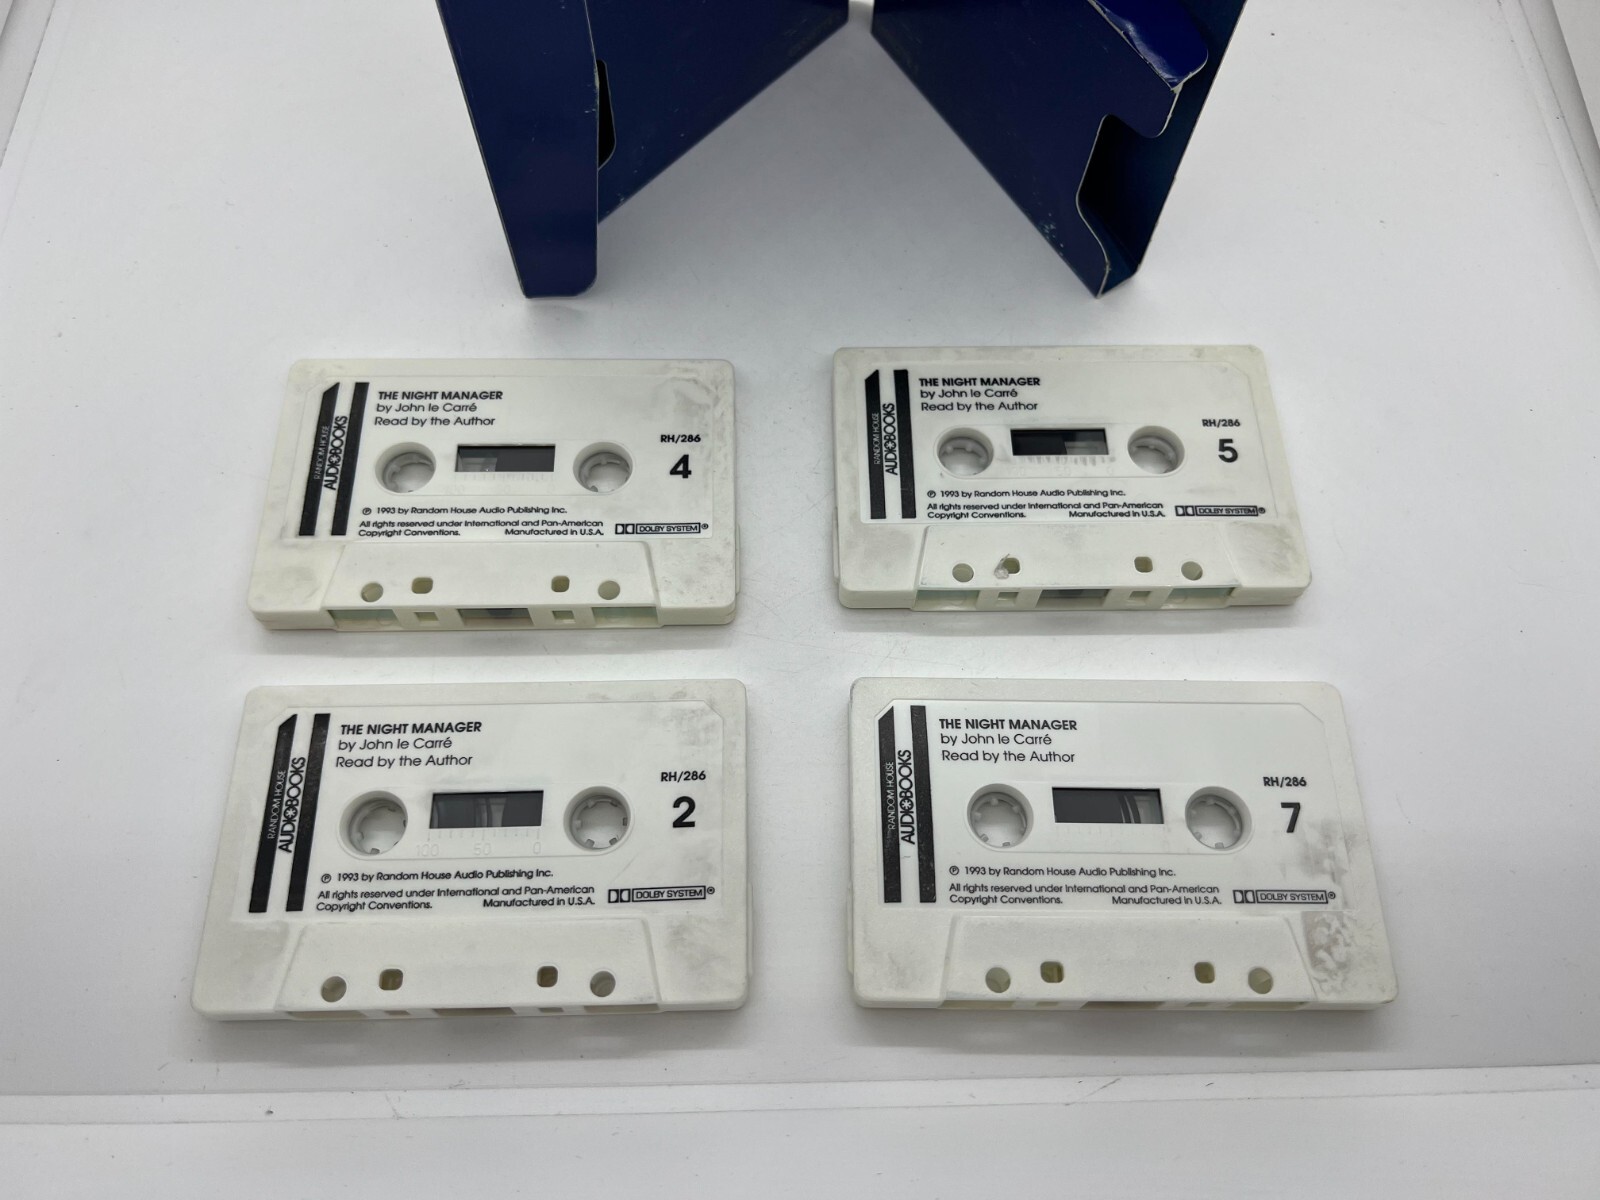 RANDOM HOUSE
AUDIOBOOKS
THE NIGHT MANAGER
by John le Carré
Read by the Author
RH/286
4
℗ 1993 by Random House Audio Publishing Inc.
All rights reserved under International and Pan-American
Copyright Conventions. Manufactured in U.S.A.
DOLBY SYSTEM®
RANDOM HOUSE
AUDIOBOOKS
THE NIGHT MANAGER
by John le Carré
Read by the Author
RH/286
5
℗ 1993 by Random House Audio Publishing Inc.
All rights reserved under International and Pan-American
Copyright Conventions. Manufactured in U.S.A.
DOLBY SYSTEM®
RANDOM HOUSE
AUDIOBOOKS
THE NIGHT MANAGER
by John le Carré
Read by the Author
RH/286
2
100 50 0
℗ 1993 by Random House Audio Publishing Inc.
All rights reserved under International and Pan-American
Copyright Conventions. Manufactured in U.S.A.
DOLBY SYSTEM®
RANDOM HOUSE
AUDIOBOOKS
THE NIGHT MANAGER
by John le Carré
Read by the Author
RH/286
7
℗ 1993 by Random House Audio Publishing Inc.
All rights reserved under International and Pan-American
Copyright Conventions. Manufactured in U.S.A.
DOLBY SYSTEM®